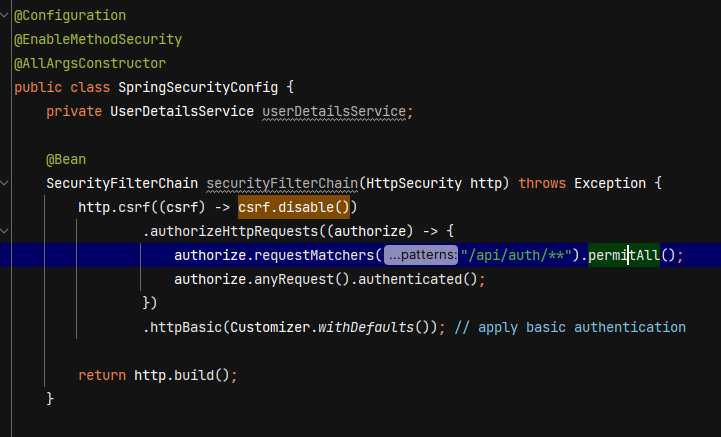 @Configuration
@EnableMethodSecurity
@AllArgsConstructor
public class SpringSecurityConfig {
    private UserDetailsService userDetailsService;

    @Bean
    SecurityFilterChain securityFilterChain(HttpSecurity http) throws Exception {
        http.csrf((csrf) -> csrf.disable())
                .authorizeHttpRequests((authorize) -> {
                    authorize.requestMatchers( ...patterns: "/api/auth/**").permitAll();
                    authorize.anyRequest().authenticated();
                })
                .httpBasic(Customizer.withDefaults()); // apply basic authentication

        return http.build();
    }